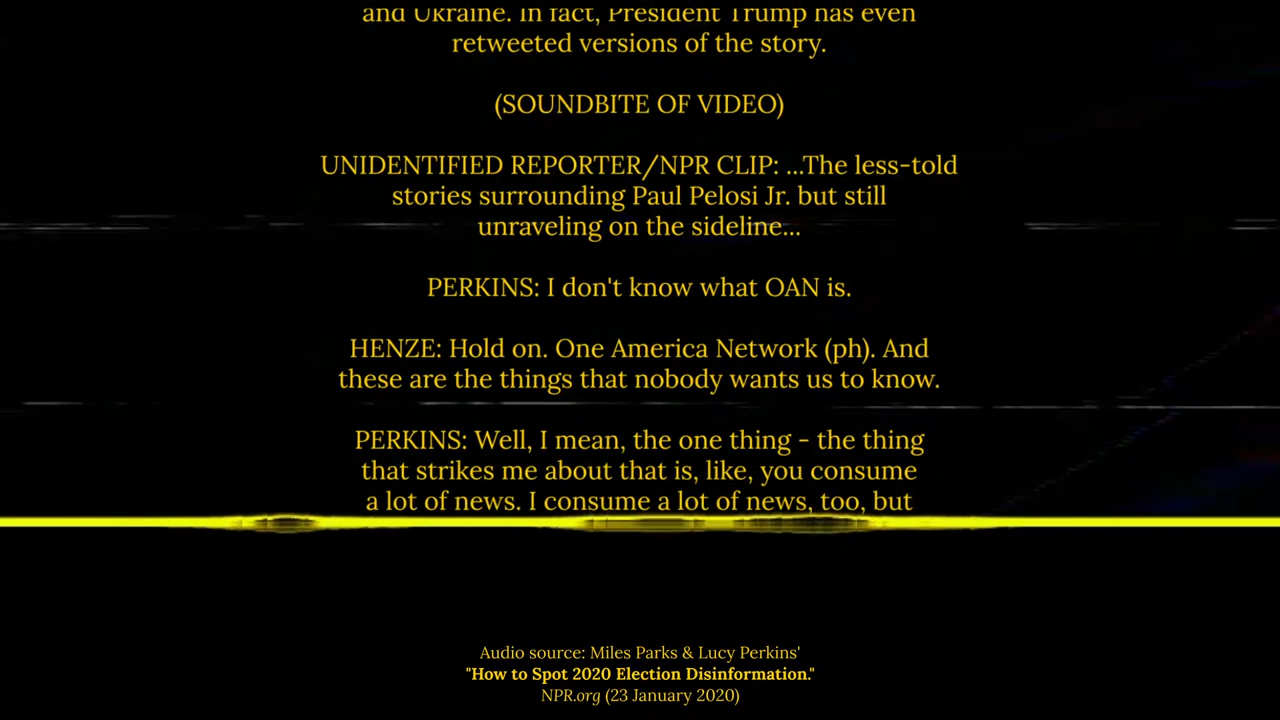 and Ukraine. In fact, President Trump has even
retweeted versions of the story.
(SOUNDBITE OF VIDEO)
UNIDENTIFIED REPORTER/NPR CLIP: ...The less-told
stories surrounding Paul Pelosi Jr. but still
unraveling on the sideline...
PERKINS: I don't know what OAN is.
HENZE: Hold on. One America Network (ph). And
these are the things that nobody wants us to know.
PERKINS: Well, I mean, the one thing - the thing
that strikes me about that is, like, you consume
a lot of news. I consume a lot of news, too, but
Audio source: Miles Parks & Lucy Perkins'
"How to Spot 2020 Election Disinformation."
NPR.org (23 January 2020)